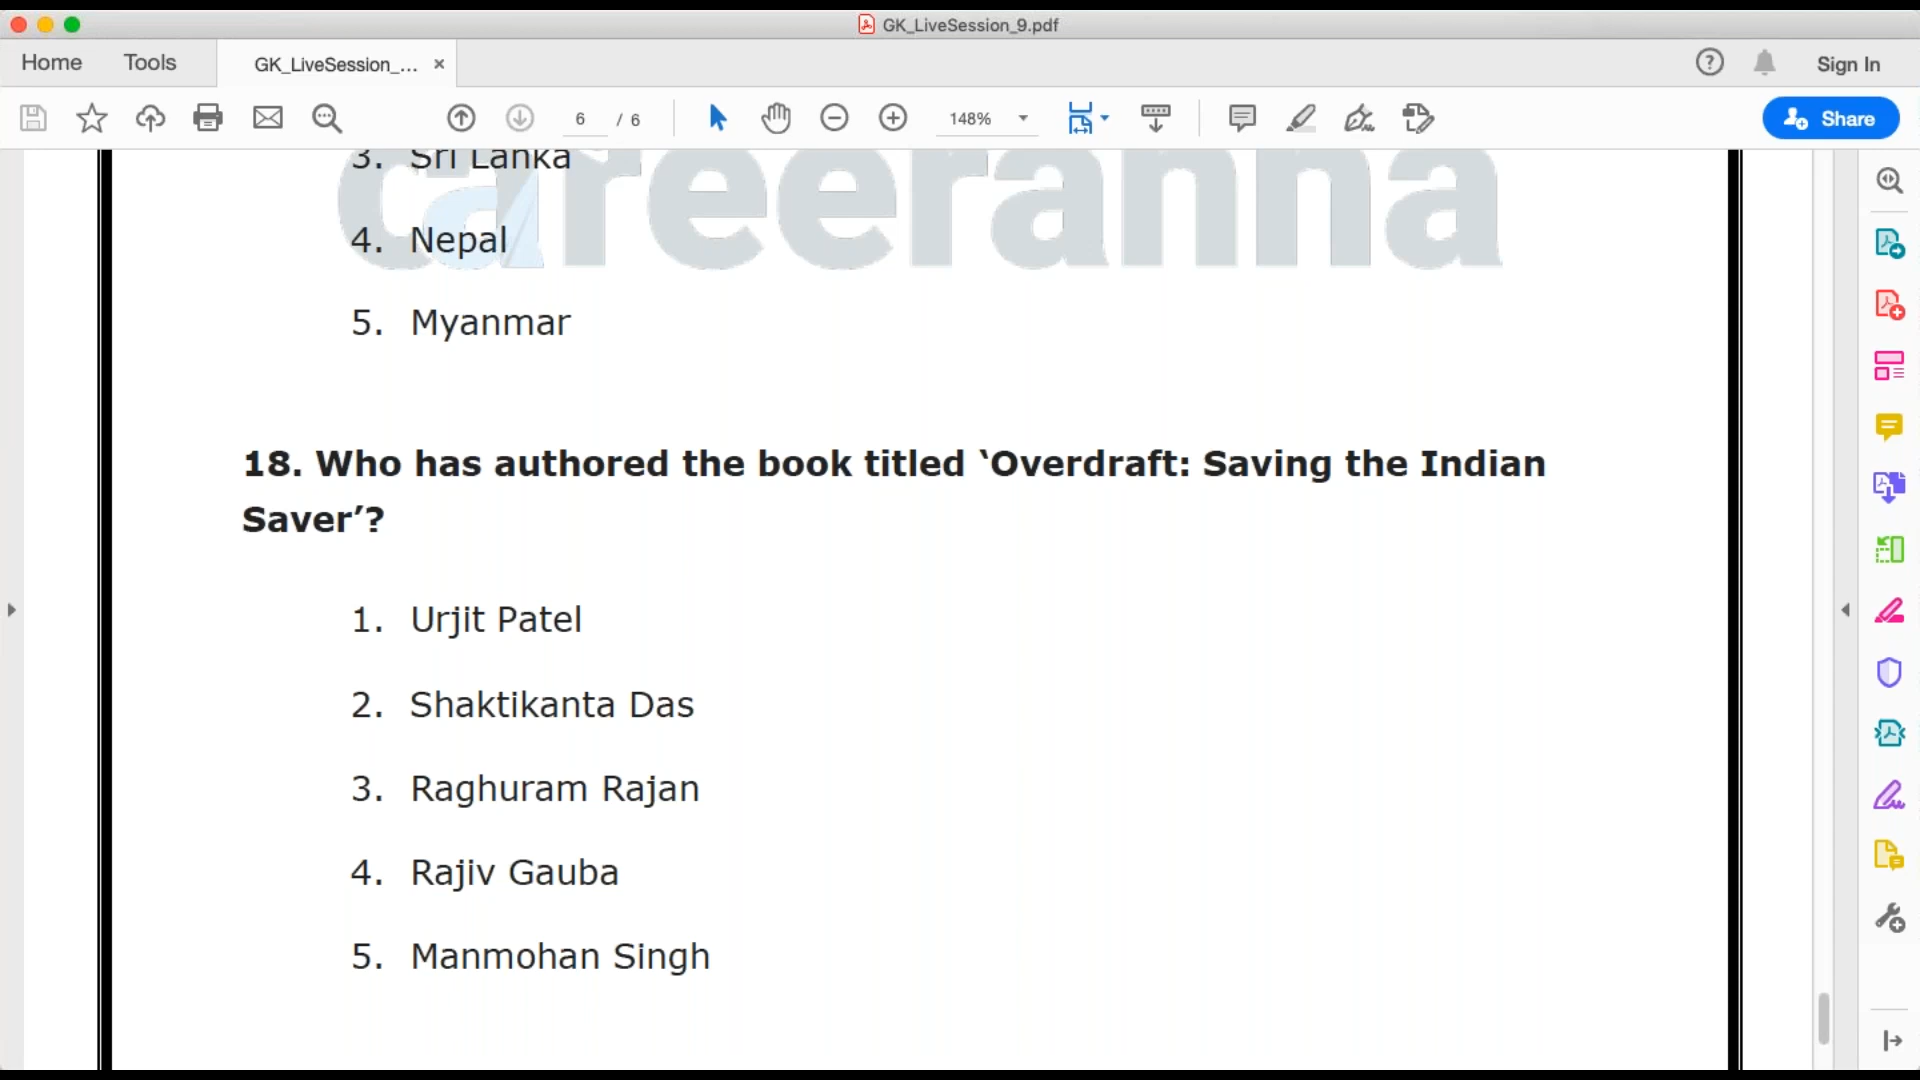 GK_LiveSession_9.pdf
Home Tools GK_LiveSession_... × ? Sign In
6 / 6 148% Share
careeranna
3. Sri Lanka
4. Nepal
5. Myanmar
18. Who has authored the book titled ‘Overdraft: Saving the Indian
Saver’?
1. Urjit Patel
2. Shaktikanta Das
3. Raghuram Rajan
4. Rajiv Gauba
5. Manmohan Singh